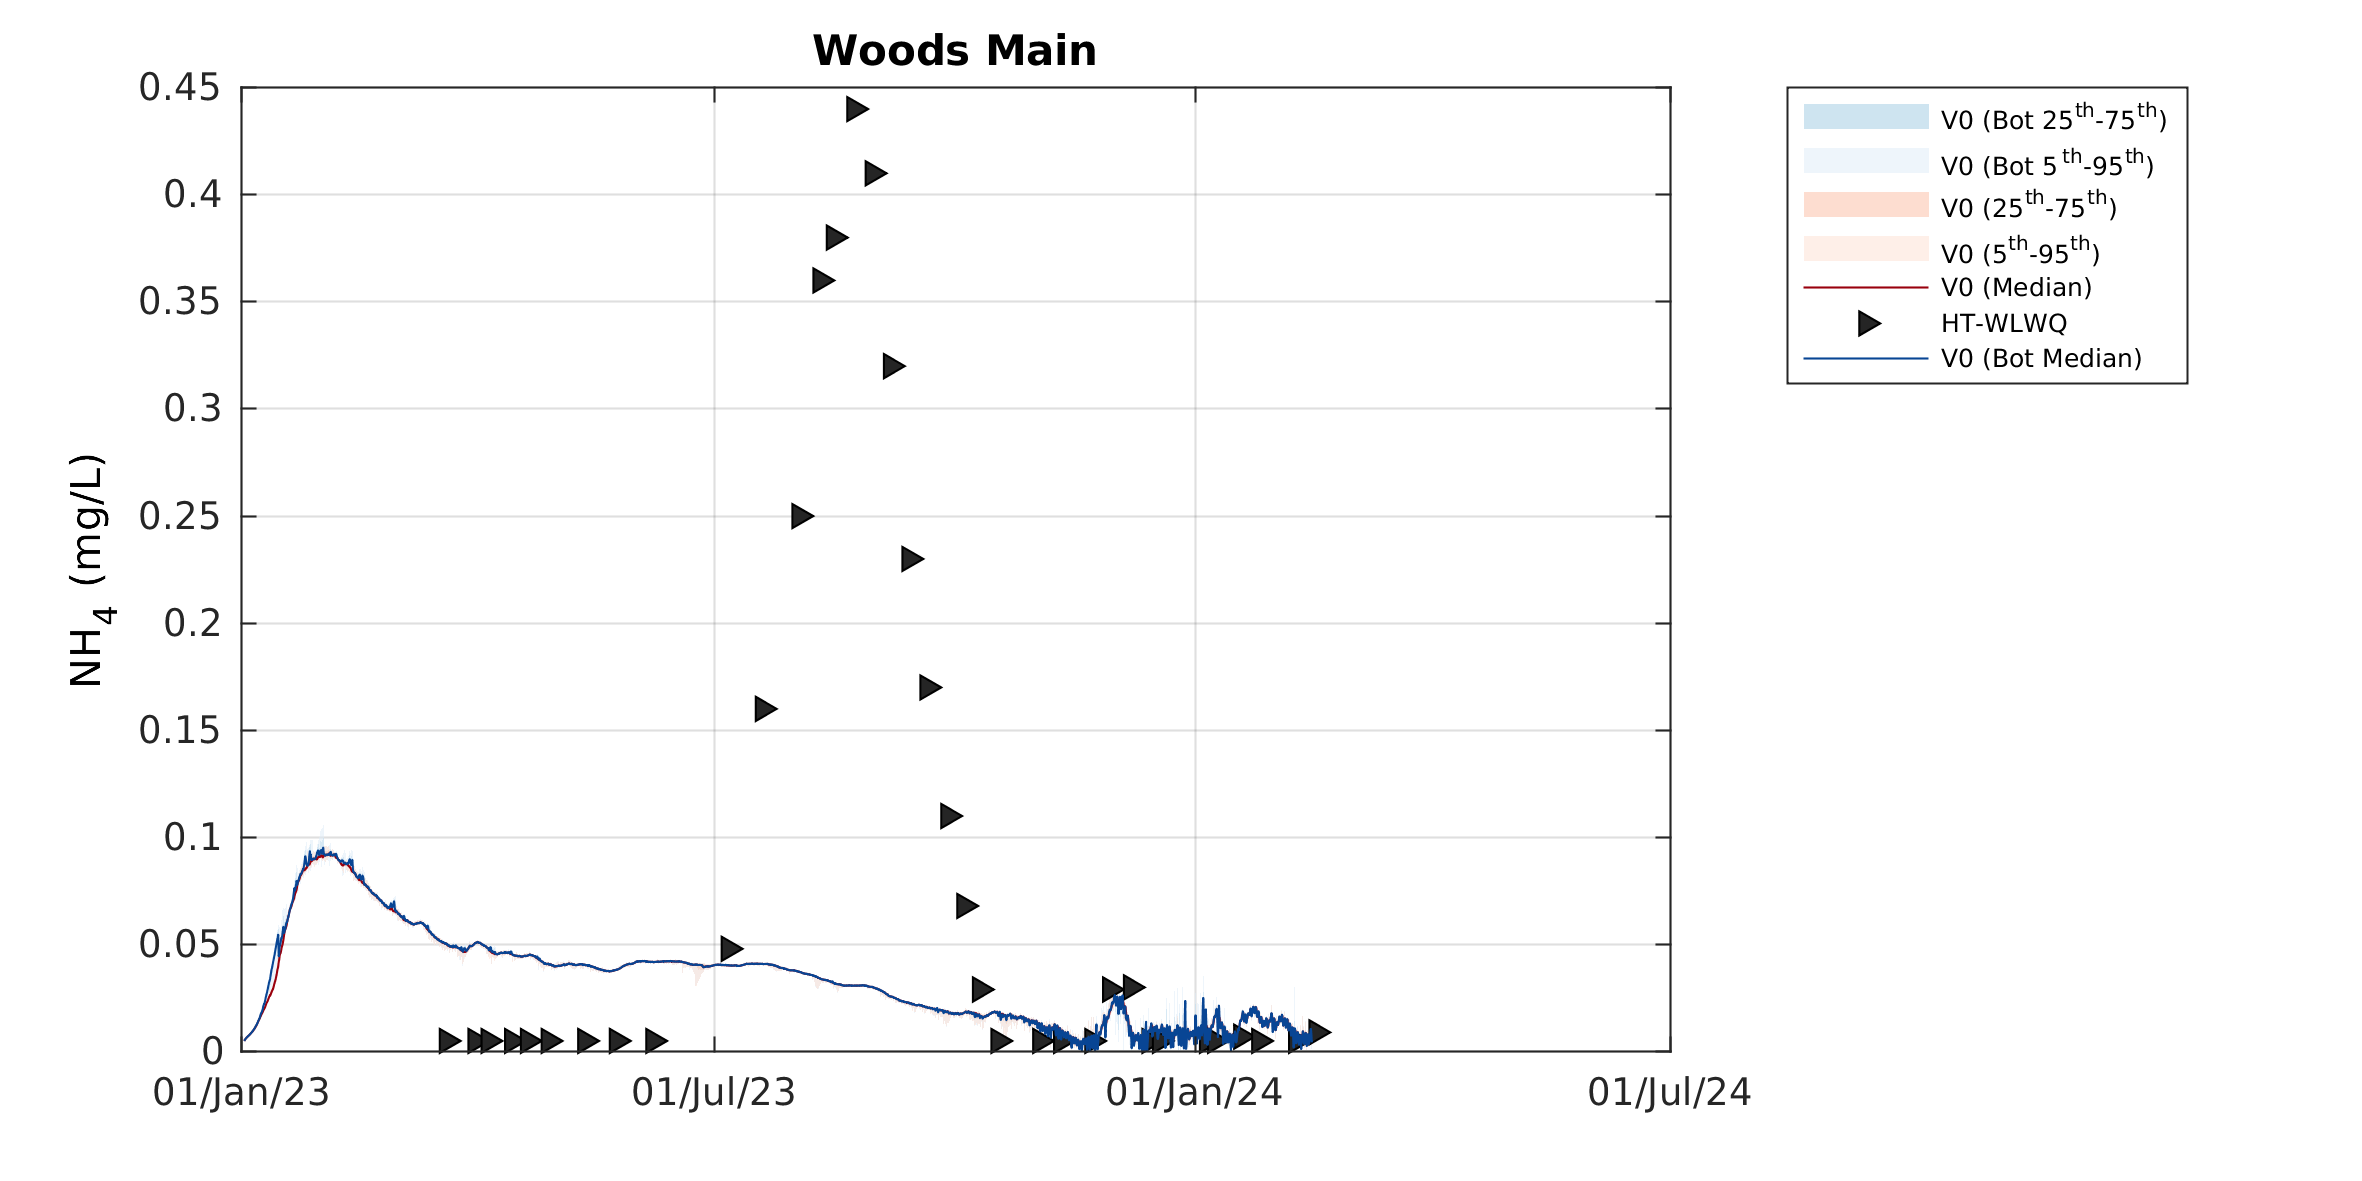 Woods Main
0.45
0.4
0.35
0.3
0.25
0.2
0.15
0.1
0.05
0
NH4 (mg/L)
01/Jan/23
01/Jul/23
01/Jan/24
01/Jul/24
V0 (Bot 25th-75th)
V0 (Bot 5th-95th)
V0 (25th-75th)
V0 (5th-95th)
V0 (Median)
HT-WLWQ
V0 (Bot Median)